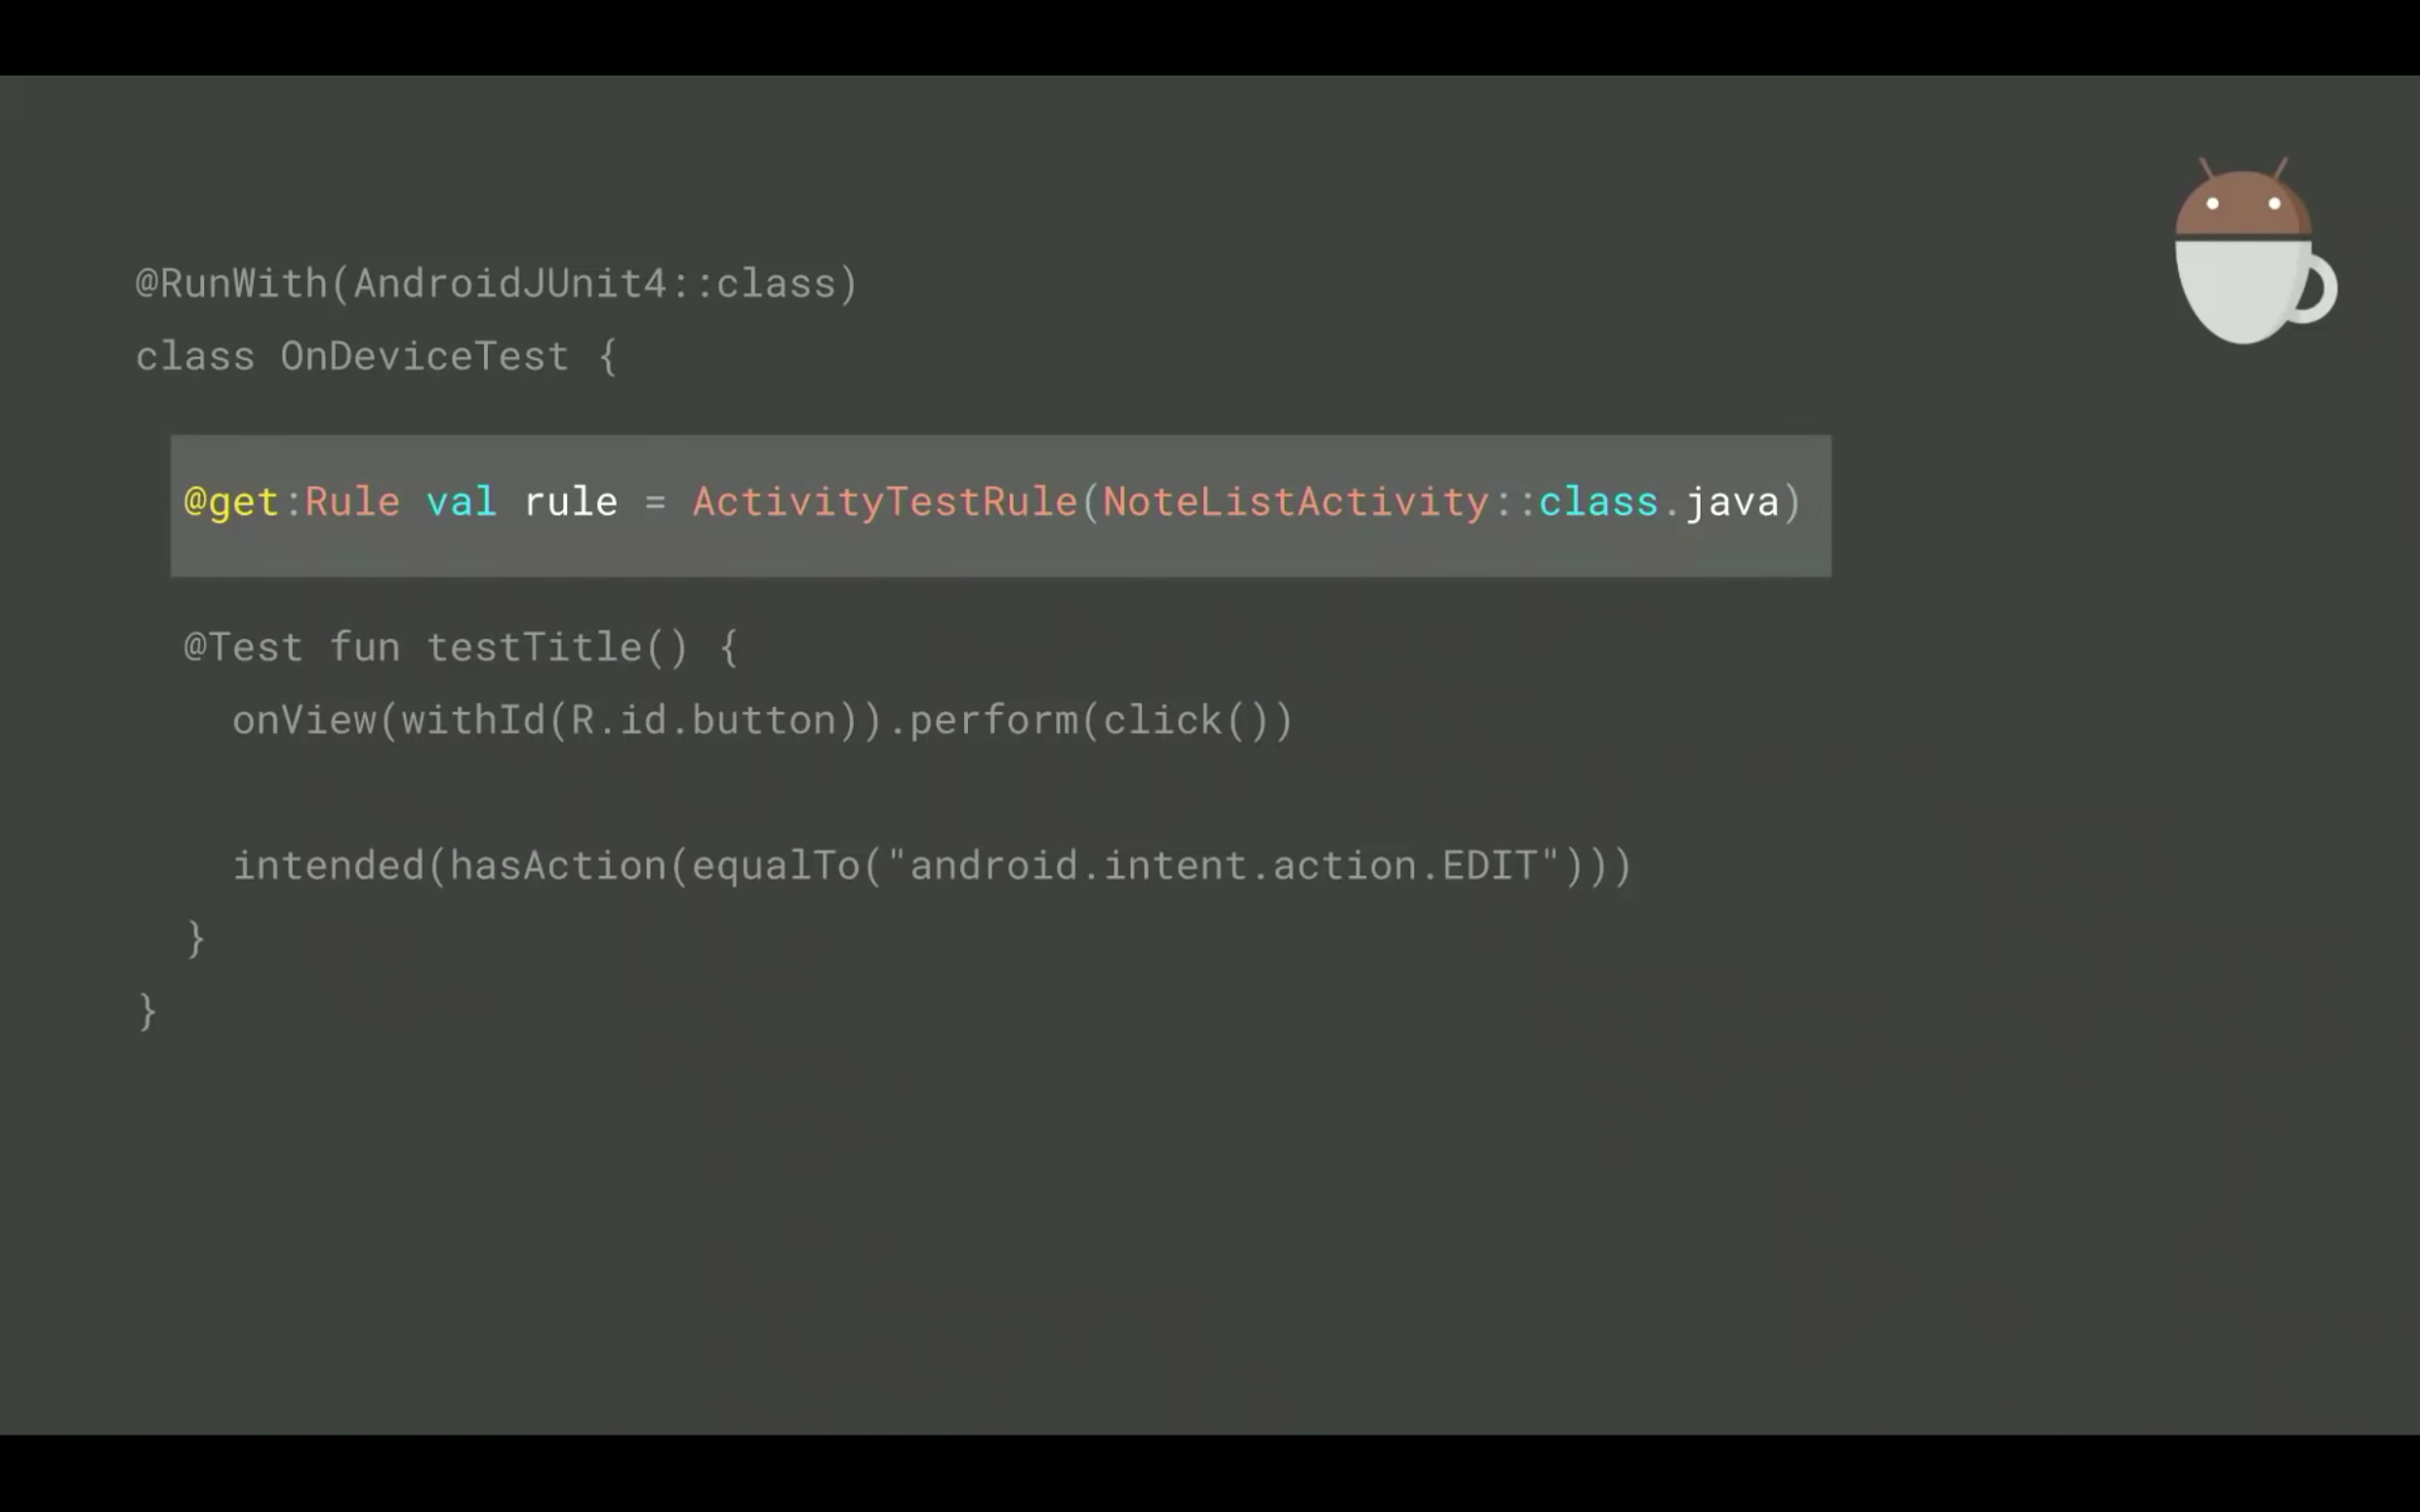 @RunWith(AndroidJUnit4::class)
class OnDeviceTest {
@get:Rule val rule = ActivityTestRule(NoteListActivity::class.java)
@Test fun testTitle() {
onView(withId(R.id.button)).perform(click())
intended(hasAction(equalTo("android.intent.action.EDIT")))
}
}